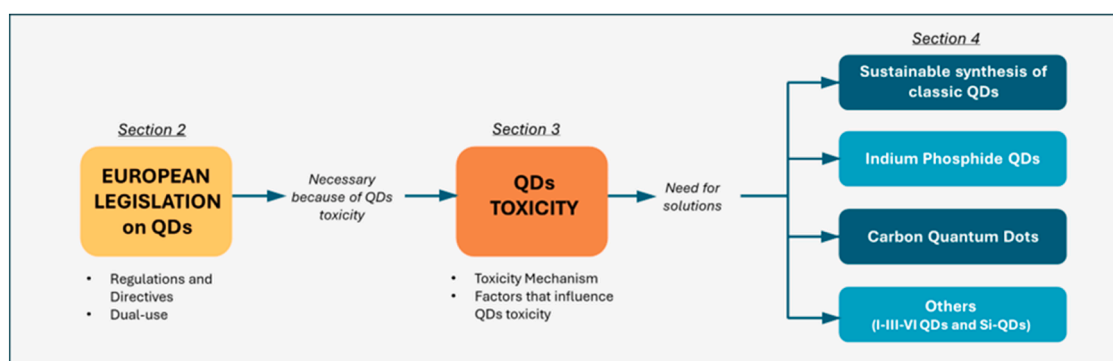 Section 2
EUROPEAN
LEGISLATION
on QDs
• Regulations and
Directives
• Dual-use
Necessary
because of QDs
toxicity
Section 3
QDs
TOXICITY
• Toxicity Mechanism
• Factors that influence
QDs toxicity
Need for
solutions
Section 4
Sustainable synthesis of
classic QDs
Indium Phosphide QDs
Carbon Quantum Dots
Others
(I-III-VI QDs and Si-QDs)